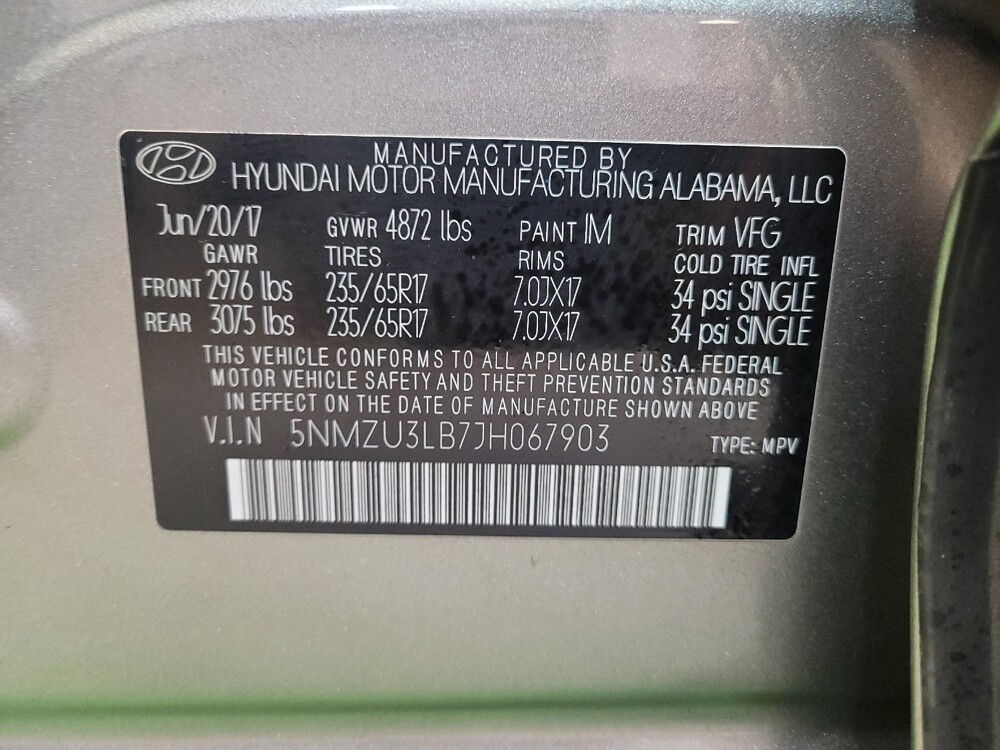 MANUFACTURED BY
HYUNDAI MOTOR MANUFACTURING ALABAMA, LLC
Jun/20/17 GVWR 4872 lbs PAINT IM TRIM VFG
GAWR TIRES RIMS COLD TIRE INFL
FRONT 2976 lbs 235/65R17 7.0JX17 34 psi SINGLE
REAR 3075 lbs 235/65R17 7.0JX17 34 psi SINGLE
THIS VEHICLE CONFORMS TO ALL APPLICABLE U.S.A. FEDERAL
MOTOR VEHICLE SAFETY AND THEFT PREVENTION STANDARDS
IN EFFECT ON THE DATE OF MANUFACTURE SHOWN ABOVE
V.I.N 5NMZU3LB7JH067903 TYPE: MPV